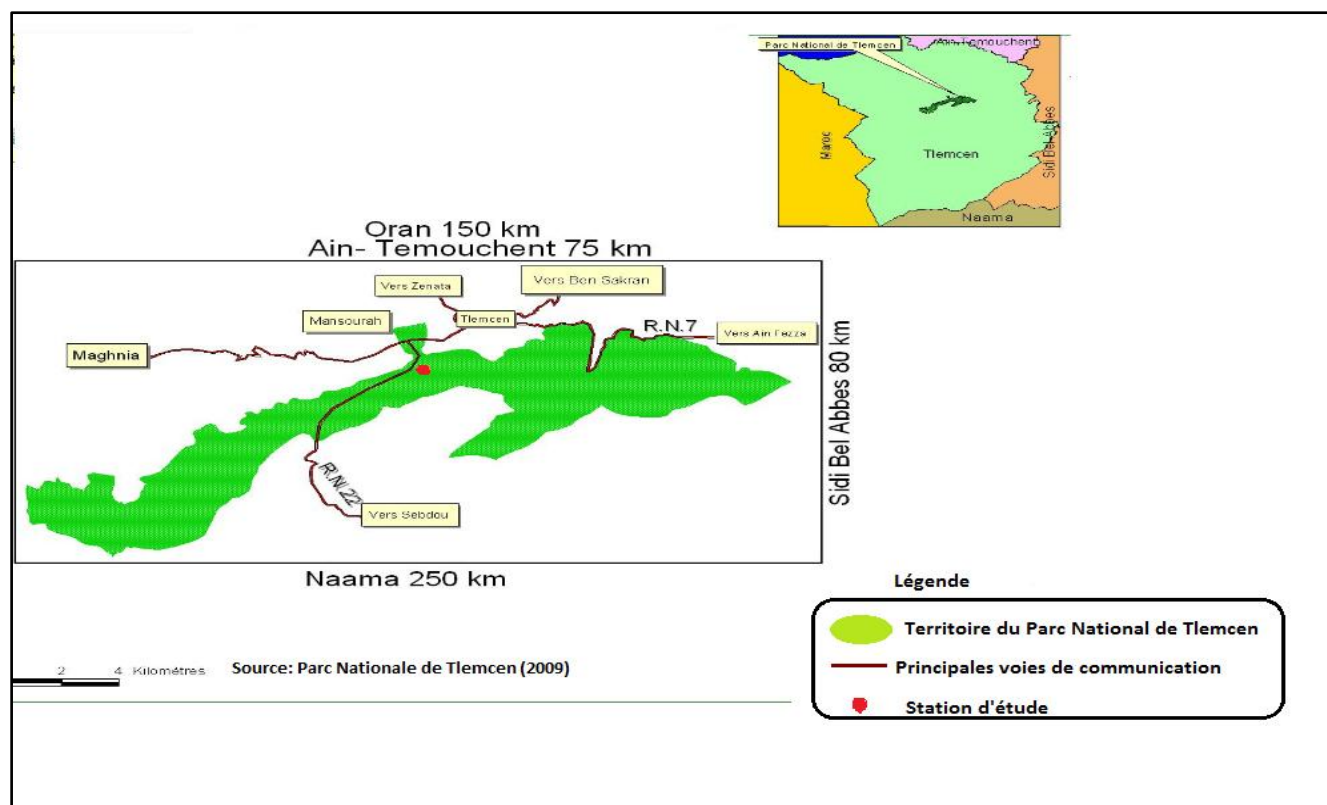 Parc National de Tlemcen
Ain-Temouchent
Maroc
Tlemcen
Sidi Bel Abbes
Naama
Oran 150 km
Ain- Temouchent 75 km
Vers Zenata
Vers Ben Sakran
Mansourah
Tlemcen
R.N.7
Vers Ain Fezza
Maghnia
Sidi Bel Abbes 80 km
R.N.22
Vers Sebdou
Naama 250 km
Légende
Territoire du Parc National de Tlemcen
Principales voies de communication
Station d'étude
2 4 Kilométres
Source: Parc Nationale de Tlemcen (2009)